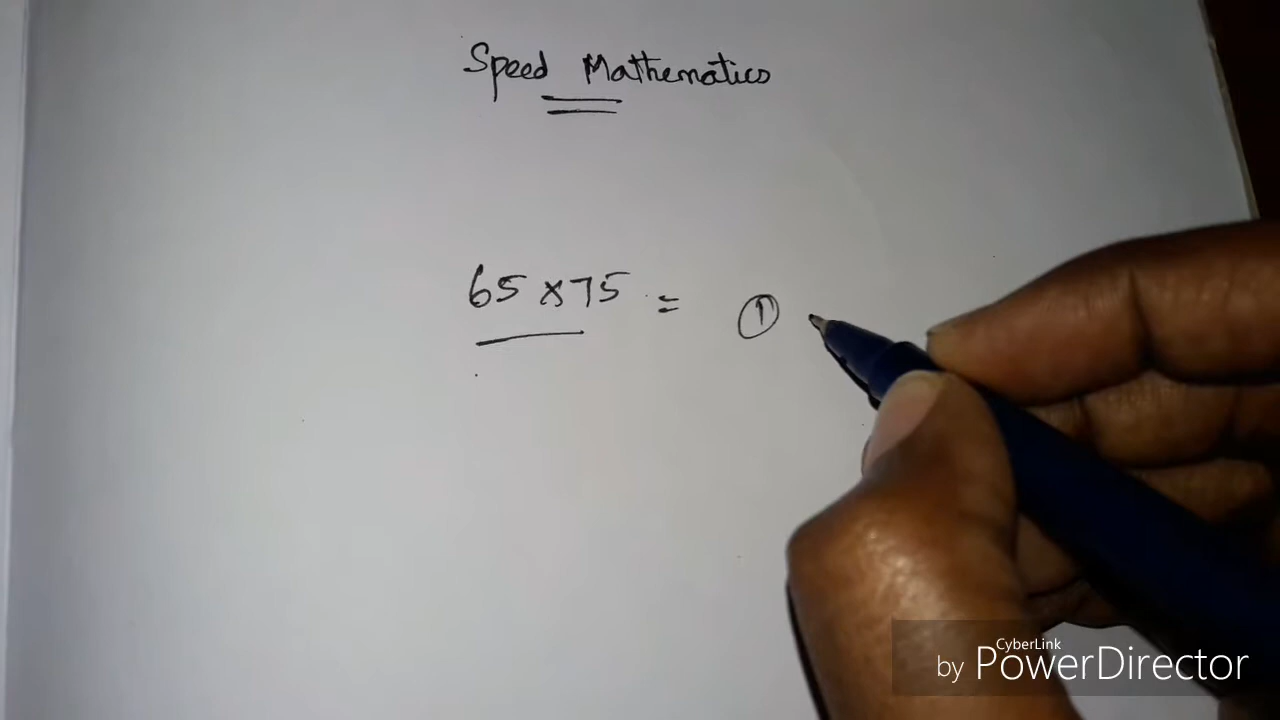 Speed Mathematics
65 × 75 = ①
CyberLink
by PowerDirector